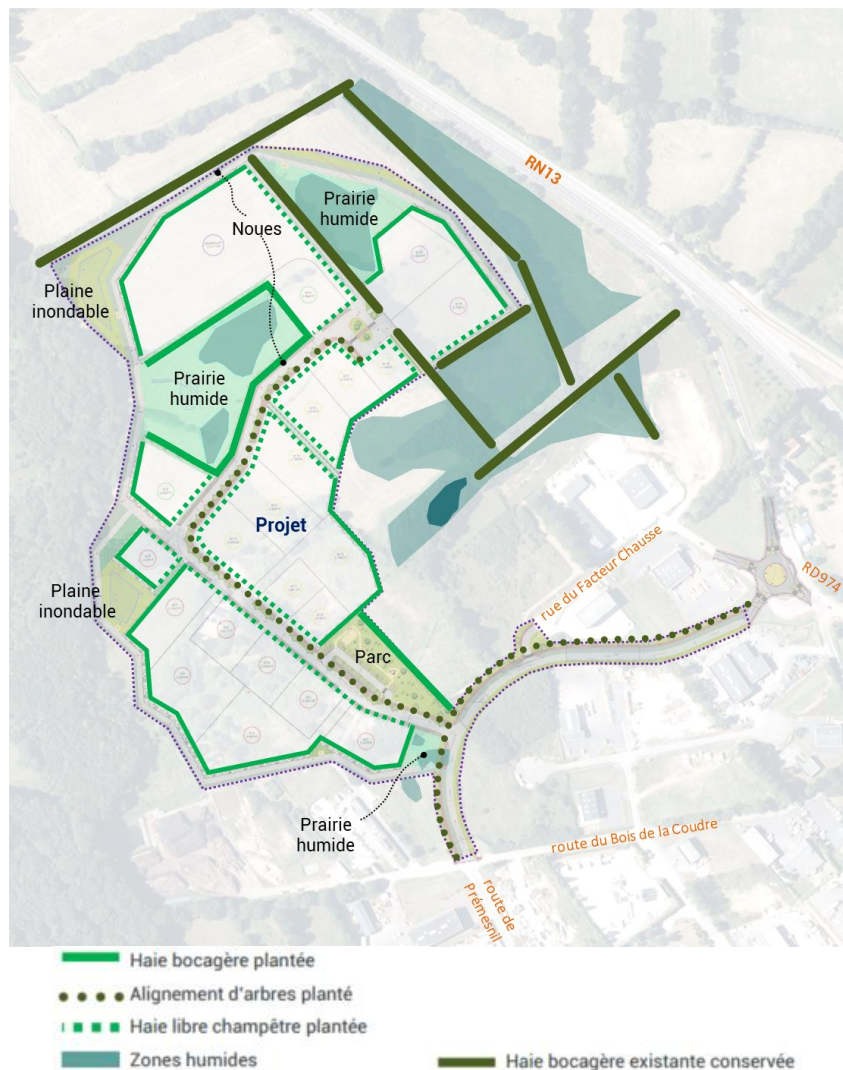 RN13
Prairie
humide
Noues
Plaine
inondable
Prairie
humide
Projet
rue du Facteur Chausse
RD974
Plaine
inondable
Parc
Prairie
humide
route du Bois de la Coudre
route de
Prémesnil
Haie bocagère plantée
Alignement d'arbres planté
Haie libre champêtre plantée
Zones humides
Haie bocagère existante conservée